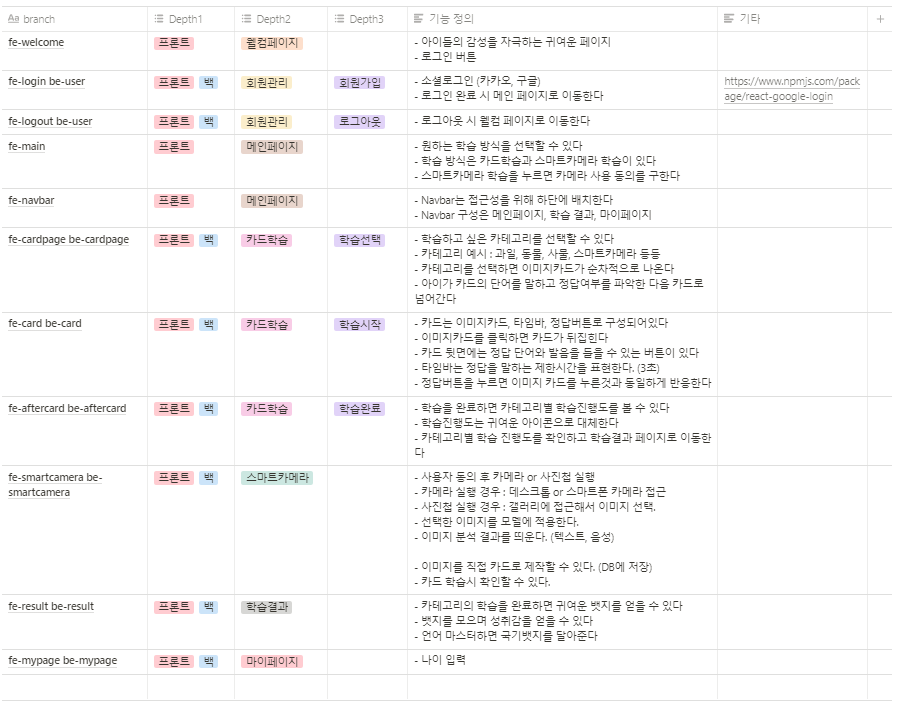 Aa branch Depth1 Depth2 Depth3 기능 정의 기타 +
fe-welcome 프론트 웰컴페이지 - 아이들의 감성을 자극하는 귀여운 페이지
- 로그인 버튼
fe-login be-user 프론트 백 회원관리 회원가입 - 소셜로그인 (카카오, 구글) https://www.npmjs.com/pack
- 로그인 완료 시 메인 페이지로 이동한다 age/react-google-login
fe-logout be-user 프론트 백 회원관리 로그아웃 - 로그아웃 시 웰컴 페이지로 이동한다
fe-main 프론트 메인페이지 - 원하는 학습 방식을 선택할 수 있다
- 학습 방식은 카드학습과 스마트카메라 학습이 있다
- 스마트카메라 학습을 누르면 카메라 사용 동의를 구한다
fe-navbar 프론트 메인페이지 - Navbar는 접근성을 위해 하단에 배치한다
- Navbar 구성은 메인페이지, 학습 결과, 마이페이지
fe-cardpage be-cardpage 프론트 백 카드학습 학습선택 - 학습하고 싶은 카테고리를 선택할 수 있다
- 카테고리 예시 : 과일, 동물, 사물, 스마트카메라 등등
- 카테고리를 선택하면 이미지카드가 순차적으로 나온다
- 아이가 카드의 단어를 말하고 정답여부를 파악한 다음 카드로
넘어간다
fe-card be-card 프론트 백 카드학습 학습시작 - 카드는 이미지카드, 타임바, 정답버튼로 구성되어있다
- 이미지카드를 클릭하면 카드가 뒤집힌다
- 카드 뒷면에는 정답 단어와 발음을 들을 수 있는 버튼이 있다
- 타임바는 정답을 말하는 제한시간을 표현한다. (3초)
- 정답버튼을 누르면 이미지 카드를 누른것과 동일하게 반응한다
fe-aftercard be-aftercard 프론트 백 카드학습 학습완료 - 학습을 완료하면 카테고리별 학습진행도를 볼 수 있다
- 학습진행도는 귀여운 아이콘으로 대체한다
- 카테고리별 학습 진행도를 확인하고 학습결과 페이지로 이동한
다
fe-smartcamera be- 프론트 백 스마트카메라 - 사용자 동의 후 카메라 or 사진첩 실행
smartcamera - 카메라 실행 경우 : 데스크톱 or 스마트폰 카메라 접근
- 사진첩 실행 경우 : 갤러리에 접근해서 이미지 선택.
- 선택한 이미지를 모델에 적용한다.
- 이미지 분석 결과를 띄운다. (텍스트, 음성)
- 이미지를 직접 카드로 제작할 수 있다. (DB에 저장)
- 카드 학습시 확인할 수 있다.
fe-result be-result 프론트 백 학습결과 - 카테고리의 학습을 완료하면 귀여운 뱃지를 얻을 수 있다
- 뱃지를 모으며 성취감을 얻을 수 있다
- 언어 마스터하면 국기뱃지를 달아준다
fe-mypage be-mypage 프론트 백 마이페이지 - 나이 입력